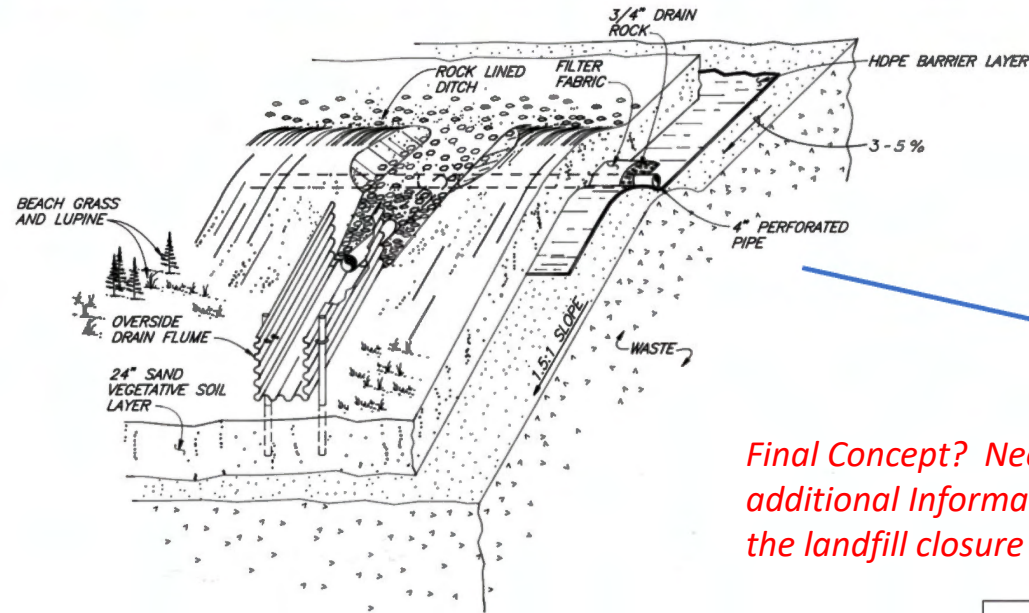 3/4" DRAIN
ROCK
HDPE BARRIER LAYER
ROCK LINED
DITCH
FILTER
FABRIC
3-5%
BEACH GRASS
AND LUPINE
4" PERFORATED
PIPE
OVERSIDE
DRAIN FLUME
1.5:1 SLOPE
WASTE
24" SAND
VEGETATIVE SOIL
LAYER
Final Concept? Nee
additional Informa
the landfill closure